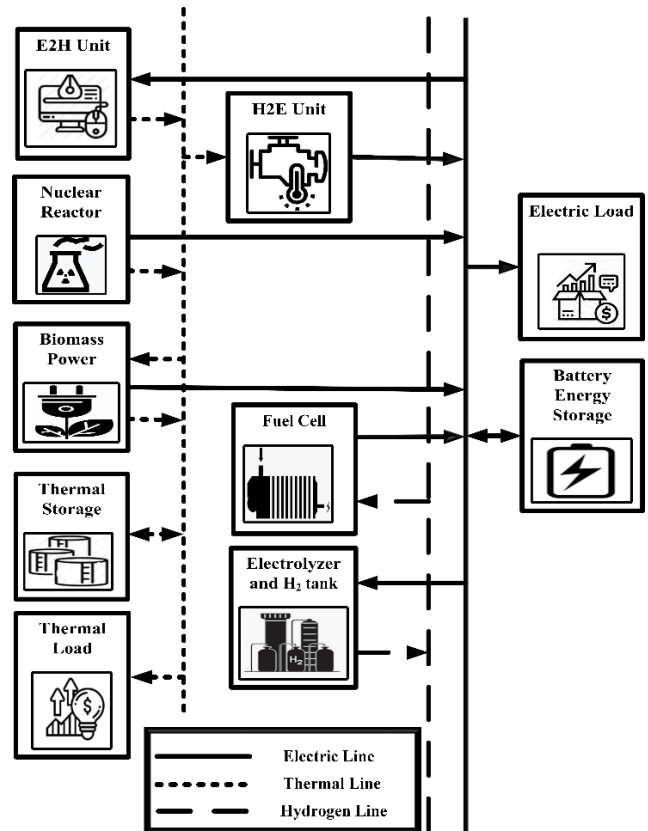 E2H Unit
H2E Unit
Nuclear
Reactor
Electric Load
$
Biomass
Power
Battery
Energy
Storage
Fuel Cell
Thermal
Storage
Electrolyzer
and H₂ tank
H₂
Thermal
Load
$
Electric Line
Thermal Line
Hydrogen Line